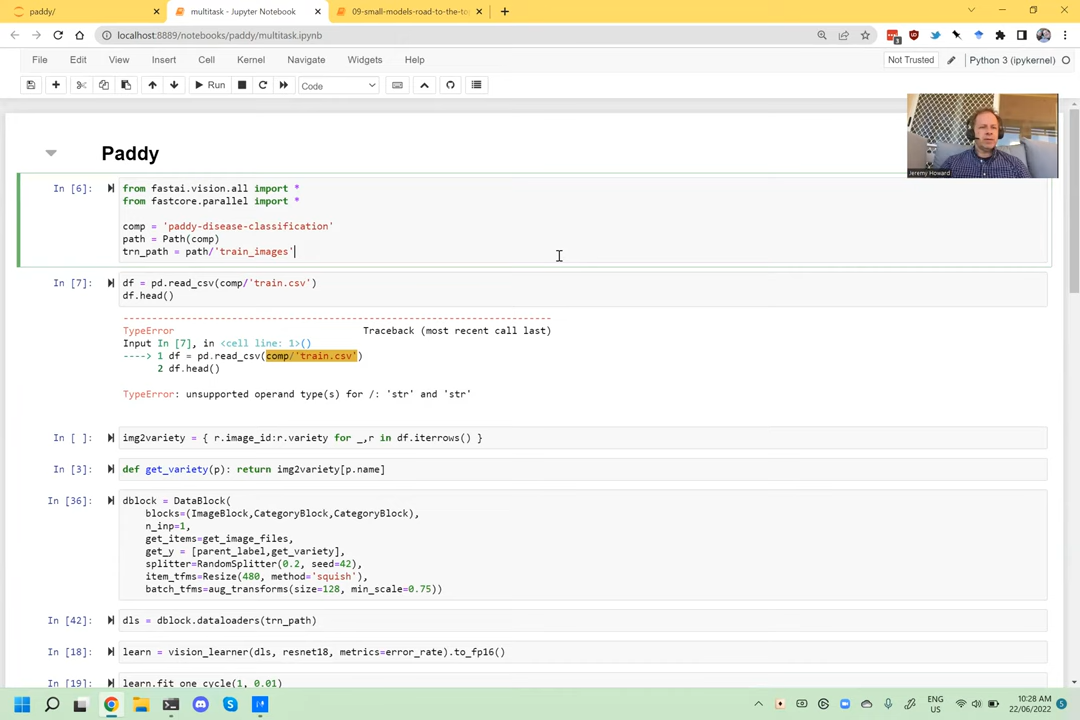 paddy/
multitask - Jupyter Notebook
09-small-models-road-to-the-to
localhost:8889/notebooks/paddy/multitask.ipynb
File Edit View Insert Cell Kernel Navigate Widgets Help
Not Trusted
Python 3 (ipykernel)
Run
Code
Jeremy Howard
Paddy
In [6]:
from fastai.vision.all import *
from fastcore.parallel import *
comp = 'paddy-disease-classification'
path = Path(comp)
trn_path = path/'train_images'
In [7]:
df = pd.read_csv(comp/'train.csv')
df.head()
---------------------------------------------------------------------------
TypeError Traceback (most recent call last)
Input In [7], in <cell line: 1>()
----> 1 df = pd.read_csv(comp/'train.csv')
2 df.head()
TypeError: unsupported operand type(s) for /: 'str' and 'str'
In [ ]:
img2variety = { r.image_id:r.variety for _,r in df.iterrows() }
In [3]:
def get_variety(p): return img2variety[p.name]
In [36]:
dblock = DataBlock(
blocks=(ImageBlock,CategoryBlock,CategoryBlock),
n_inp=1,
get_items=get_image_files,
get_y = [parent_label,get_variety],
splitter=RandomSplitter(0.2, seed=42),
item_tfms=Resize(480, method='squish'),
batch_tfms=aug_transforms(size=128, min_scale=0.75))
In [42]:
dls = dblock.dataloaders(trn_path)
In [18]:
learn = vision_learner(dls, resnet18, metrics=error_rate).to_fp16()
In [19]:
learn.fit_one_cycle(1, 0.01)
ENG
US
10:28 AM
22/06/2022